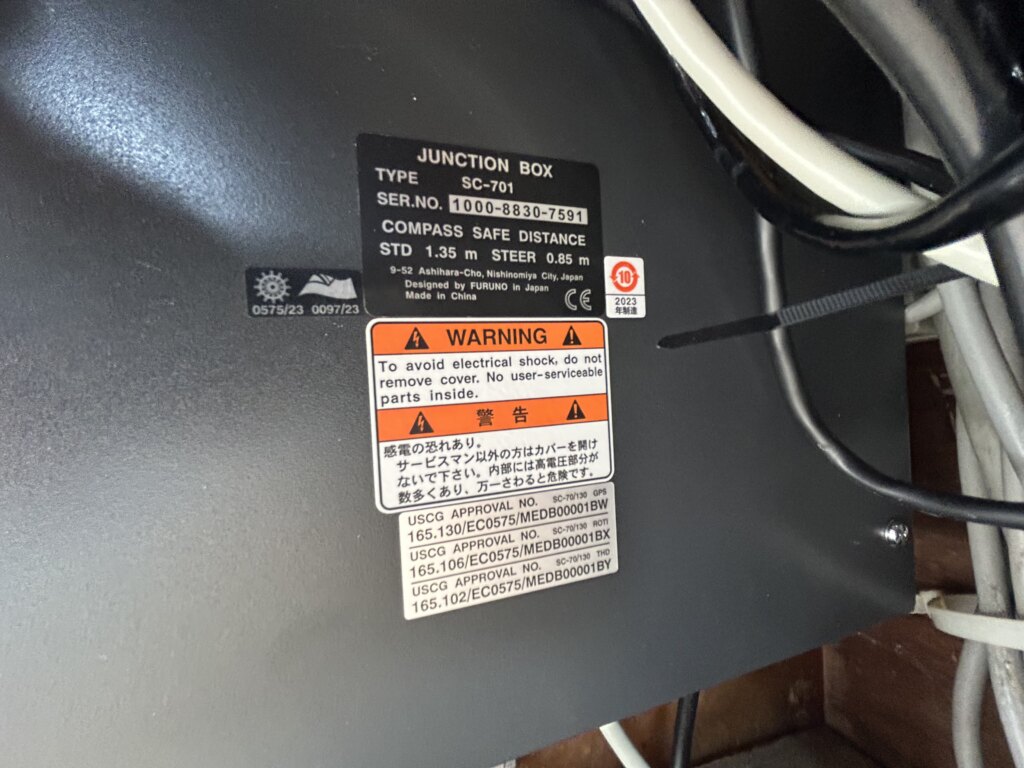 JUNCTION BOX
TYPE SC-701
SER.NO. 1000-8830-7591
COMPASS SAFE DISTANCE
STD 1.35 m STEER 0.85 m
9-52 Ashihara-Cho, Nishinomiya City, Japan
Designed by FURUNO in Japan
Made in China
CE
0575/23 0097/23
10
2023
年制造
WARNING
To avoid electrical shock, do not
remove cover. No user-serviceable
parts inside.
警告
感電の恐れあり。
サービスマン以外の方はカバーを開け
ないで下さい。内部には高電圧部分が
数多くあり、万一さわると危険です。
USCG APPROVAL NO. SC-70/130 GPS
165.130/EC0575/MEDB00001BW
USCG APPROVAL NO. SC-70/130 ROTI
165.106/EC0575/MEDB00001BX
USCG APPROVAL NO. SC-70/130 THD
165.102/EC0575/MEDB00001BY